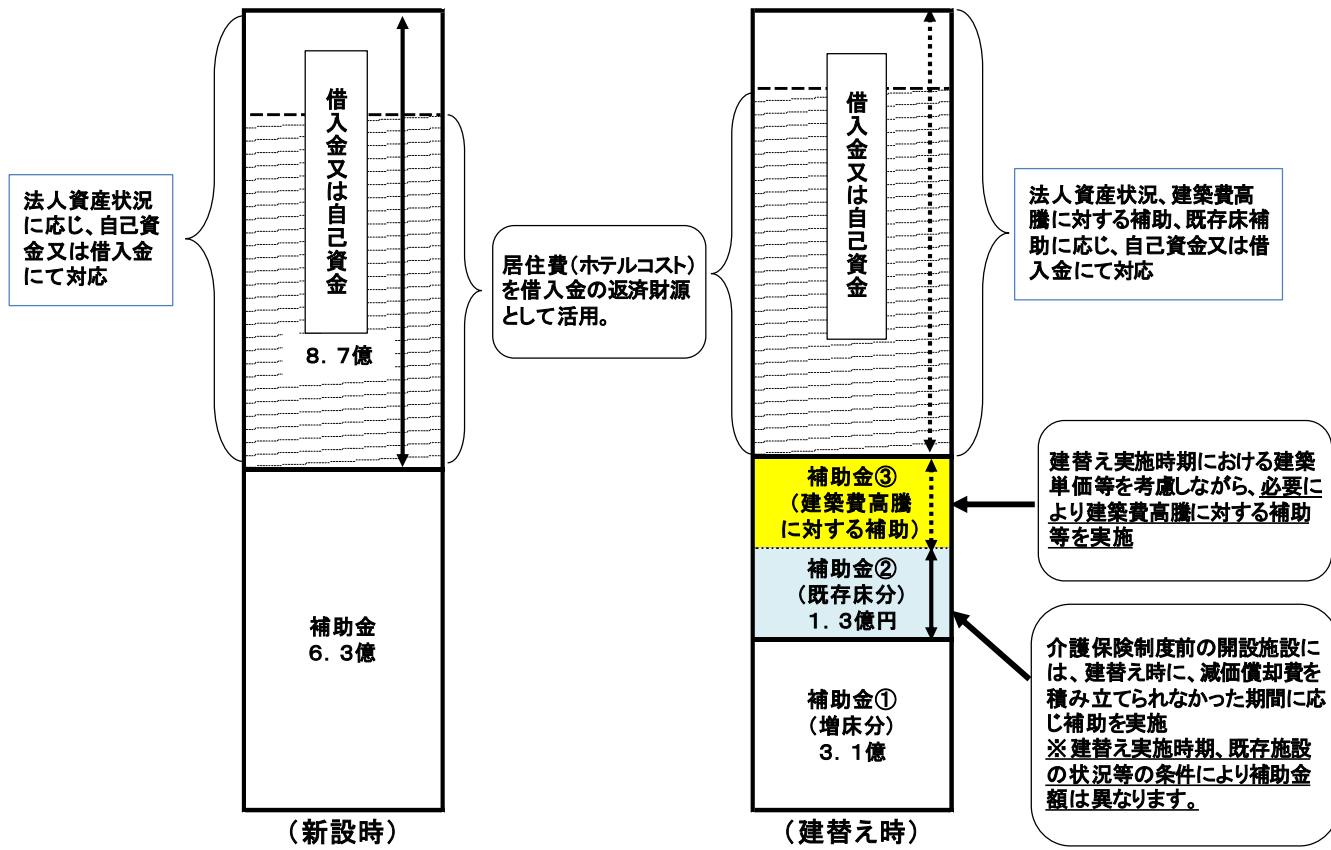 法人資産状況
に応じ、自己資
金又は借入金
にて対応
借入金又は自己資金
8．7億
補助金
6．3億
（新設時）
居住費（ホテルコスト）
を借入金の返済財源
として活用。
借入金又は自己資金
補助金③
（建築費高騰
に対する補助）
補助金②
（既存床分）
1．3億円
補助金①
（増床分）
3．1億
（建替え時）
法人資産状況、建築費高
騰に対する補助、既存床補
助に応じ、自己資金又は借
入金にて対応
建替え実施時期における建築
単価等を考慮しながら、必要に
より建築費高騰に対する補助
等を実施
介護保険制度前の開設施設に
は、建替え時に、減価償却費を
積み立てられなかった期間に応
じ補助を実施
※建替え実施時期、既存施設
の状況等の条件により補助金
額は異なります。